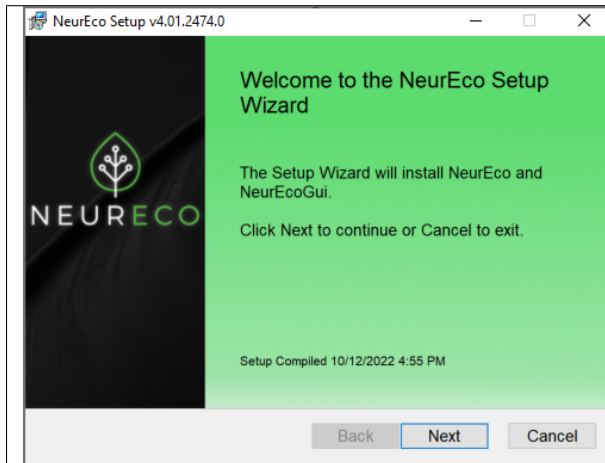 NeurEco Setup v4.01.2474.0
Welcome to the NeurEco Setup
Wizard
The Setup Wizard will install NeurEco and
NeurEcoGui.
NEURECO
Click Next to continue or Cancel to exit.
Setup Compiled 10/12/2022 4:55 PM
Back Next Cancel